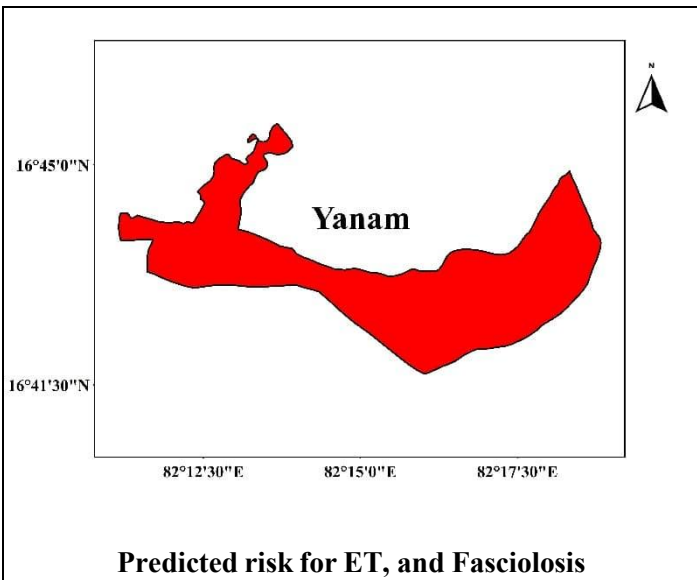 N
16°45'0"N
Yanam
16°41'30"N
82°12'30"E 82°15'0"E 82°17'30"E
Predicted risk for ET, and Fasciolosis